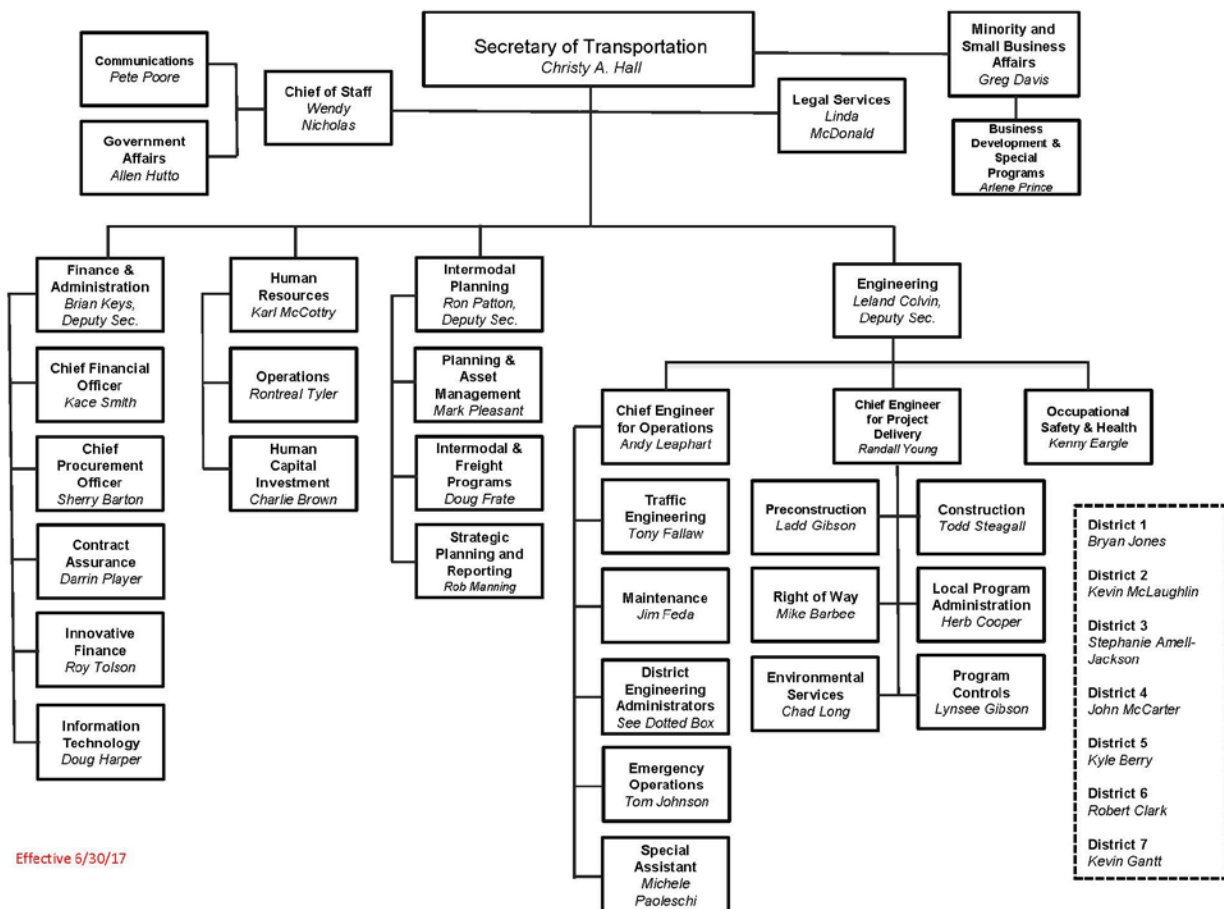 Secretary of Transportation
Christy A. Hall
Minority and
Small Business
Affairs
Greg Davis
Communications
Pete Poore
Chief of Staff
Wendy
Nicholas
Legal Services
Linda
McDonald
Government
Affairs
Allen Hutto
Business
Development &
Special
Programs
Arlene Prince
Finance &
Administration
Brian Keys,
Deputy Sec.
Chief Financial
Officer
Kace Smith
Chief
Procurement
Officer
Sherry Barton
Contract
Assurance
Darrin Player
Innovative
Finance
Roy Tolson
Information
Technology
Doug Harper
Human
Resources
Karl McCottry
Operations
Rontreal Tyler
Human
Capital
Investment
Charlie Brown
Intermodal
Planning
Ron Patton,
Deputy Sec.
Planning &
Asset
Management
Mark Pleasant
Intermodal &
Freight
Programs
Doug Frate
Strategic
Planning and
Reporting
Rob Manning
Engineering
Leland Colvin,
Deputy Sec.
Chief Engineer
for Operations
Andy Leaphart
Traffic
Engineering
Tony Fallaw
Maintenance
Jim Feda
District
Engineering
Administrators
See Dotted Box
Emergency
Operations
Tom Johnson
Special
Assistant
Michele
Paoleschi
Chief Engineer
for Project
Delivery
Randall Young
Preconstruction
Ladd Gibson
Construction
Todd Steagall
Right of Way
Mike Barbee
Local Program
Administration
Herb Cooper
Environmental
Services
Chad Long
Program
Controls
Lynsee Gibson
Occupational
Safety & Health
Kenny Eargle
District 1
Bryan Jones
District 2
Kevin McLaughlin
District 3
Stephanie Amell-
Jackson
District 4
John McCarter
District 5
Kyle Berry
District 6
Robert Clark
District 7
Kevin Gantt
Effective 6/30/17